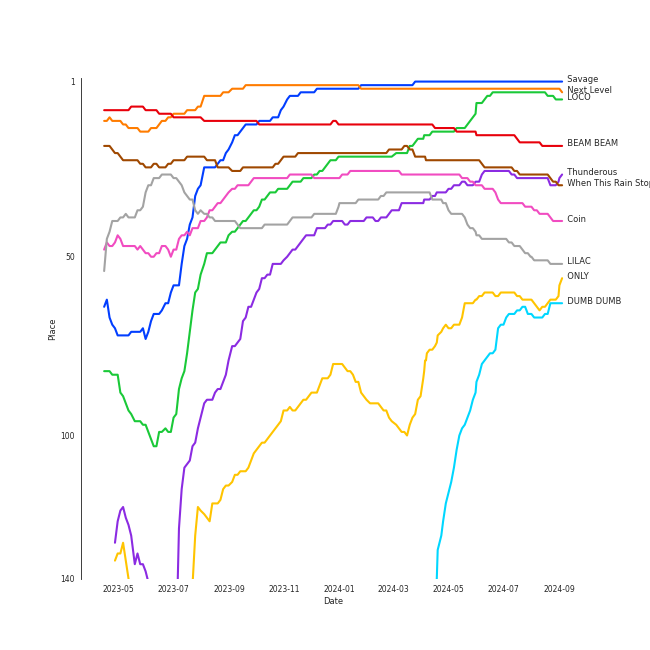 1
50
100
140
Place
2023-05
2023-07
2023-09
2023-11
2024-01
2024-03
2024-05
2024-07
2024-09
Date
Savage
Next Level
LOCO
BEAM BEAM
Thunderous
When This Rain Stop
Coin
LILAC
ONLY
DUMB DUMB